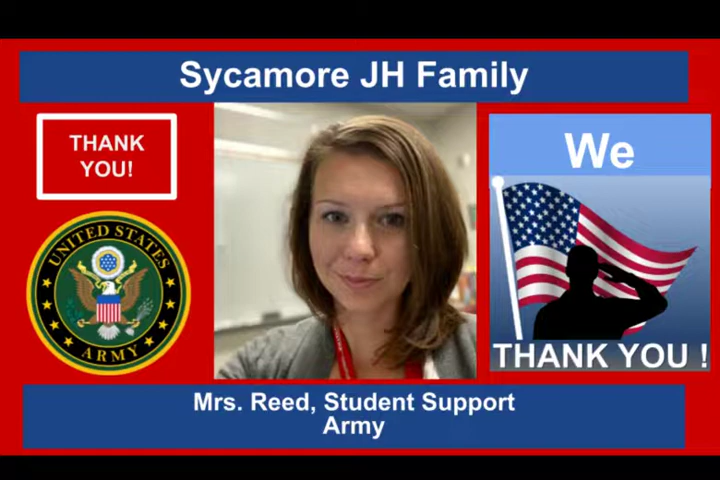 Sycamore JH Family
THANK
YOU!
We
UNITED STATES
ARMY
THANK YOU !
Mrs. Reed, Student Support
Army